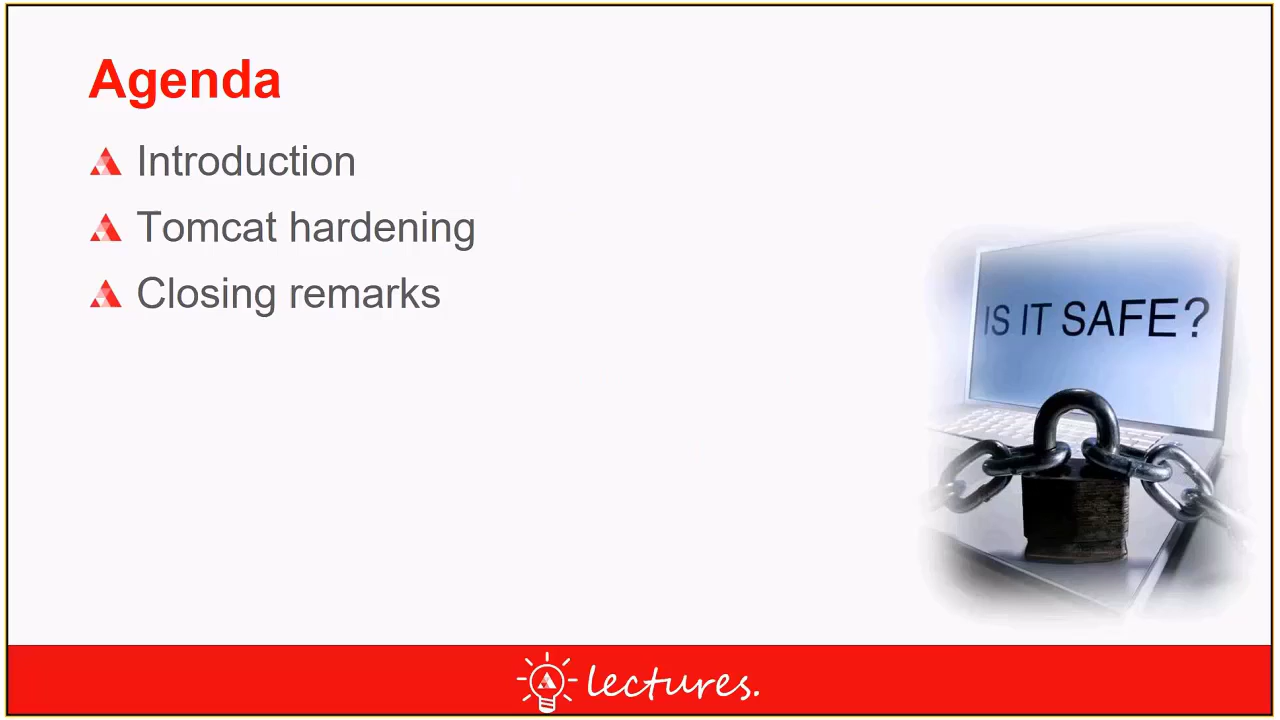 Agenda
Introduction
Tomcat hardening
Closing remarks
IS IT SAFE?
lectures.